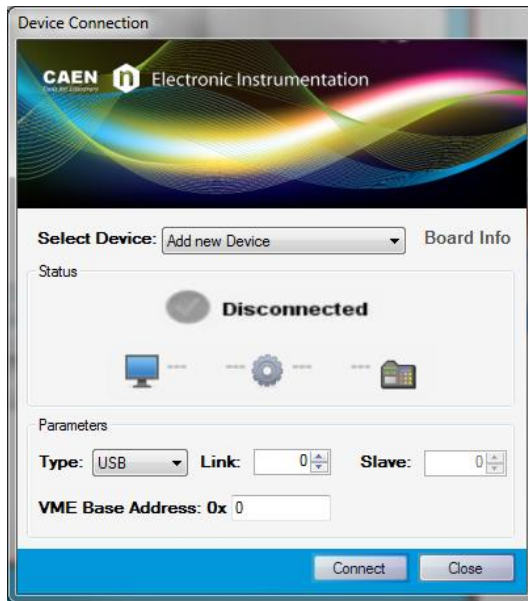 Device Connection
CAEN n Electronic Instrumentation
Select Device: Add new Device Board Info
Status
Disconnected
Parameters
Type: USB Link: 0 Slave: 0
VME Base Address: 0x 0
Connect Close